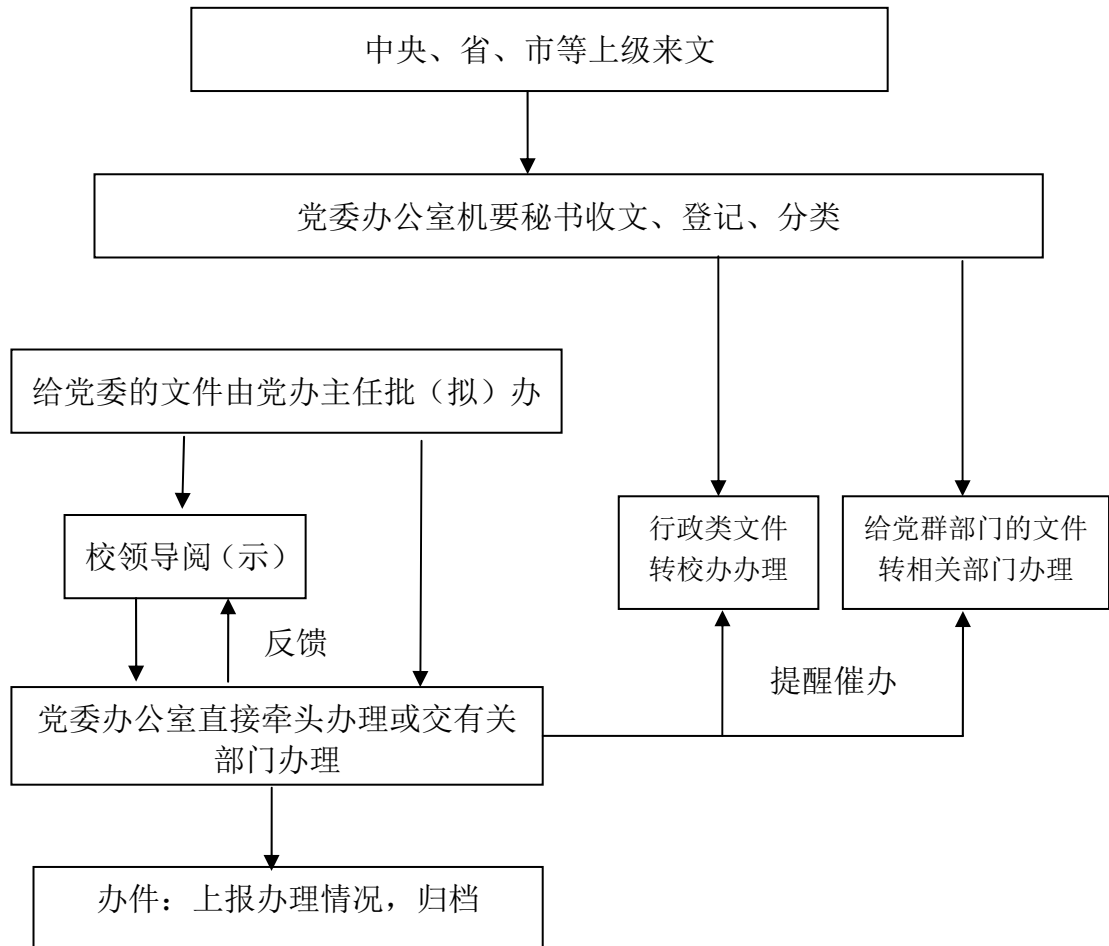 中央、省、市等上级来文
党委办公室机要秘书收文、登记、分类
给党委的文件由党办主任批（拟）办
校领导阅（示）
行政类文件
转校办办理
给党群部门的文件
转相关部门办理
反馈
提醒催办
党委办公室直接牵头办理或交有关
部门办理
办件：上报办理情况，归档